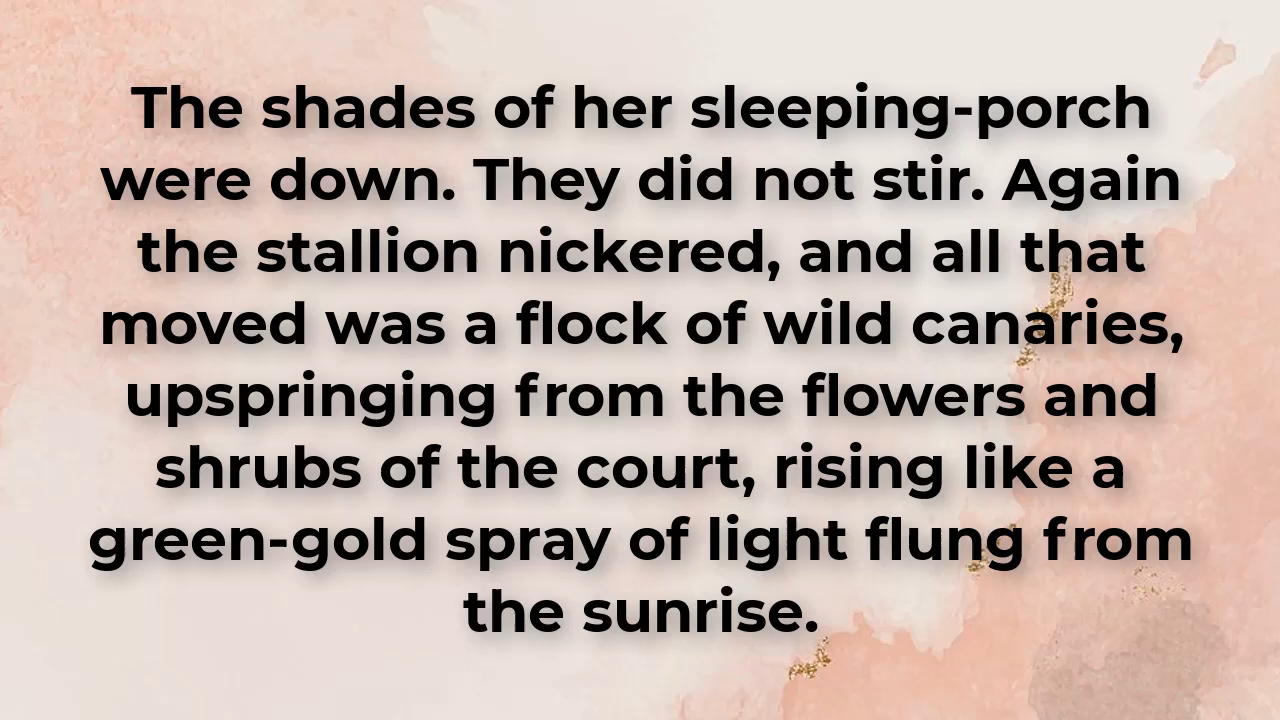 The shades of her sleeping-porch
were down. They did not stir. Again
the stallion nickered, and all that
moved was a flock of wild canaries,
upspringing from the flowers and
shrubs of the court, rising like a
green-gold spray of light flung from
the sunrise.